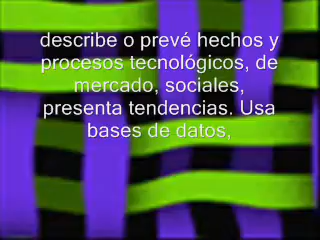 describe o prevé hechos y
procesos tecnológicos, de
mercado, sociales,
presenta tendencias. Usa
bases de datos,